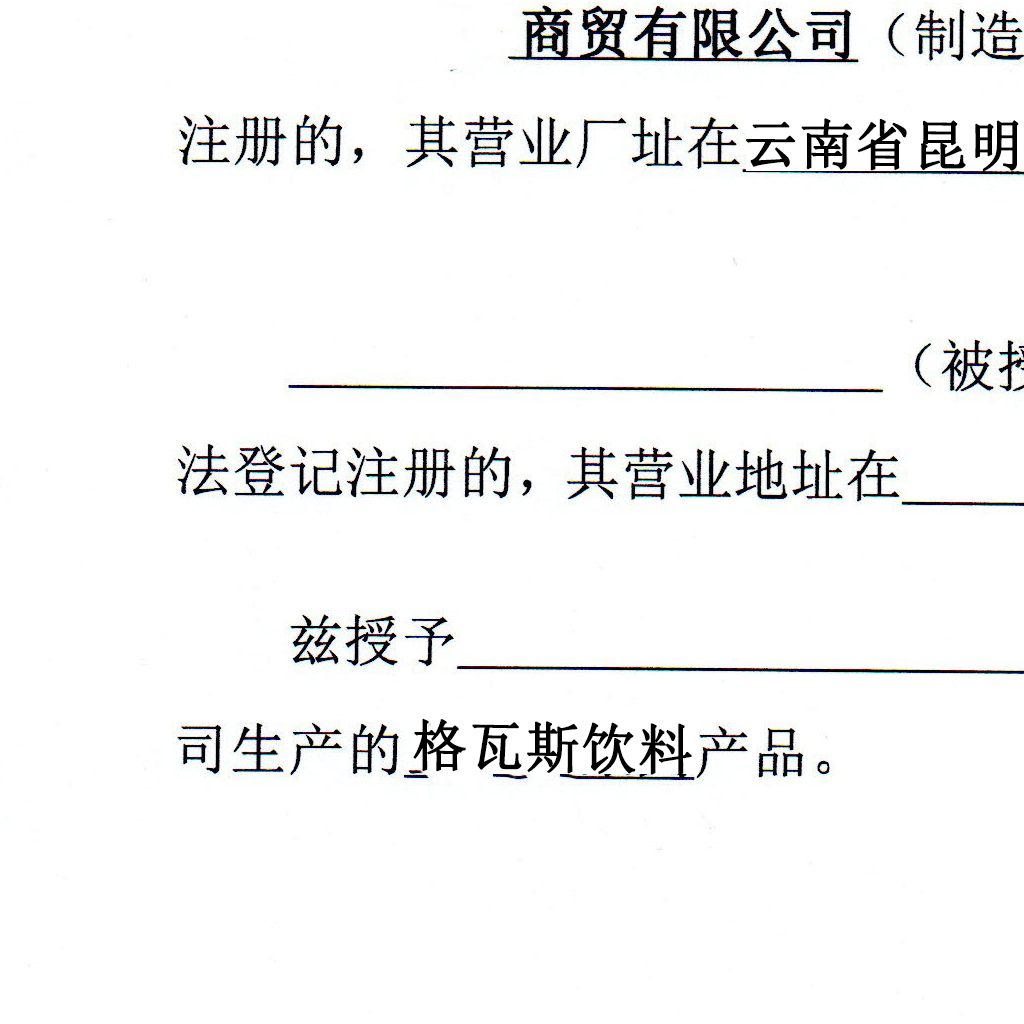 商贸有限公司（制造
注册的，其营业厂址在云南省昆明
（被授
法登记注册的，其营业地址在
兹授予
司生产的格瓦斯饮料产品。